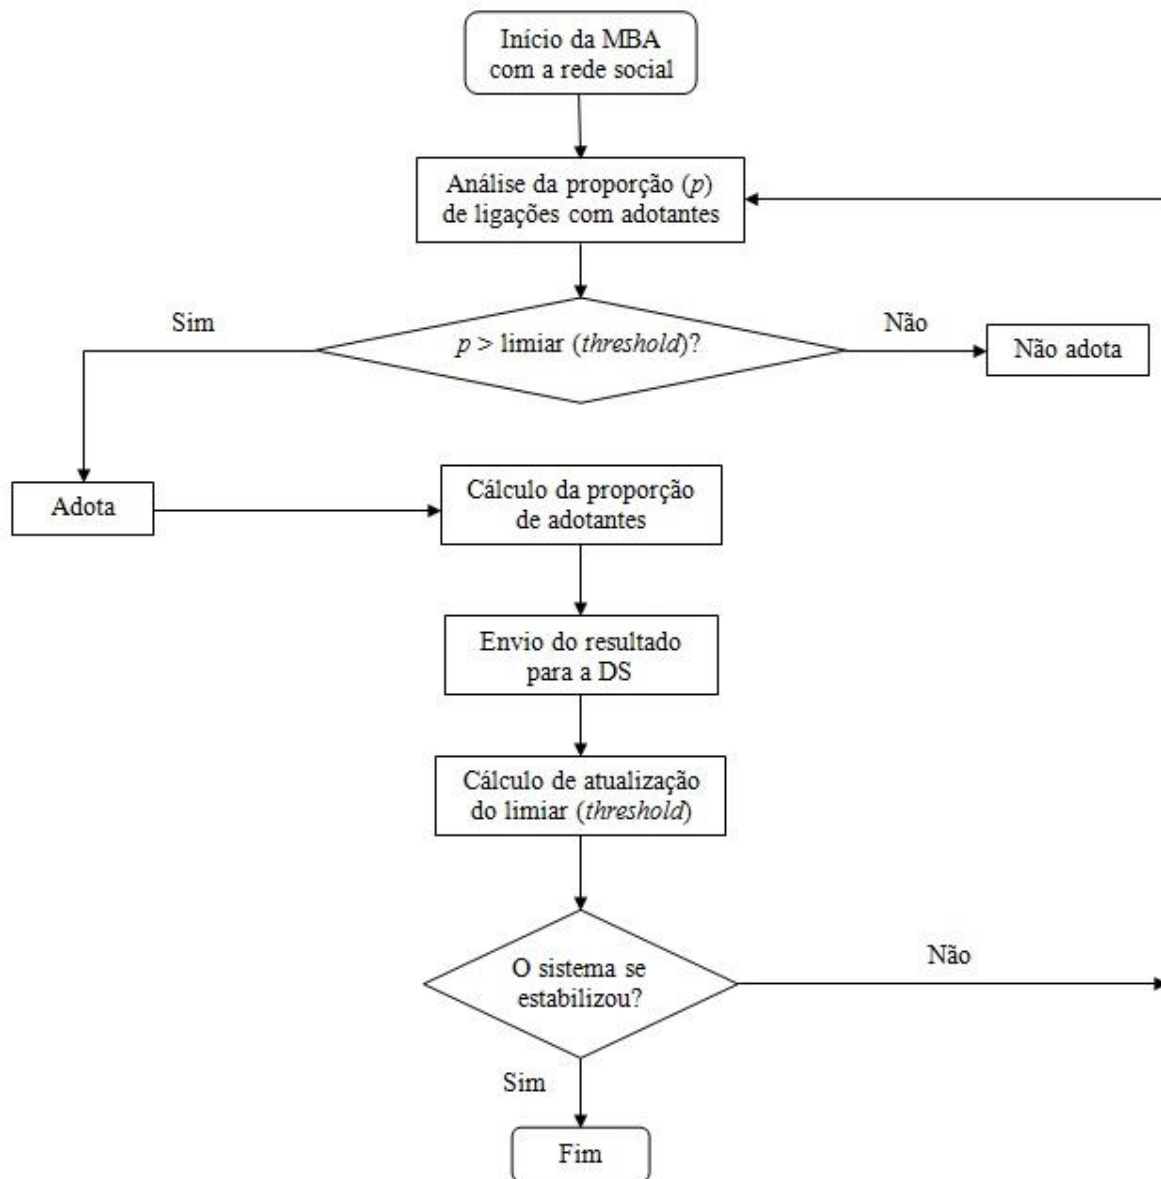 Início da MBA
com a rede social
Análise da proporção (p)
de ligações com adotantes
Sim
p > limiar (threshold)?
Não
Não adota
Adota
Cálculo da proporção
de adotantes
Envio do resultado
para a DS
Cálculo de atualização
do limiar (threshold)
O sistema se
estabilizou?
Não
Sim
Fim